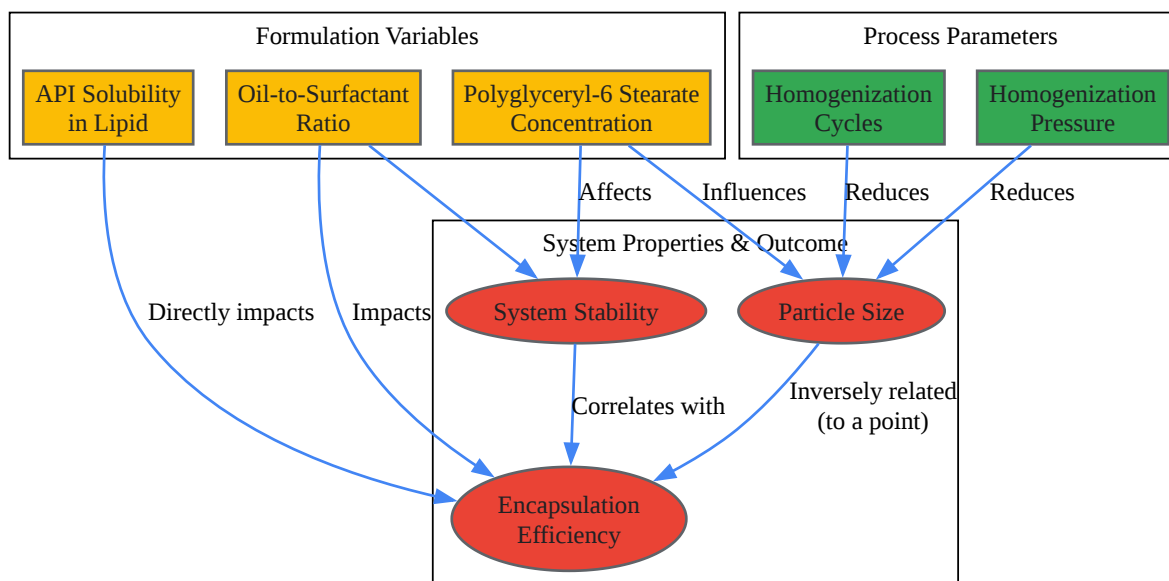 Formulation Variables
Process Parameters
API Solubility
in Lipid
Oil-to-Surfactant
Ratio
Polyglyceryl-6 Stearate
Concentration
Homogenization
Cycles
Homogenization
Pressure
Affects
Influences
Reduces
Reduces
System Properties & Outcome
Directly impacts
Impacts
System Stability
Particle Size
Correlates with
Inversely related
(to a point)
Encapsulation
Efficiency